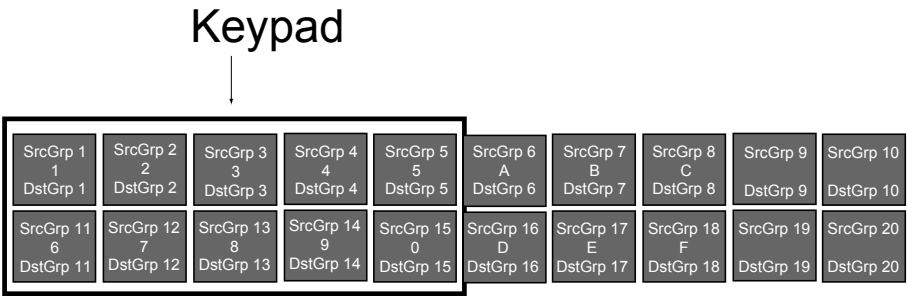 Keypad
SrcGrp 1
1
DstGrp 1
SrcGrp 2
2
DstGrp 2
SrcGrp 3
3
DstGrp 3
SrcGrp 4
4
DstGrp 4
SrcGrp 5
5
DstGrp 5
SrcGrp 6
A
DstGrp 6
SrcGrp 7
B
DstGrp 7
SrcGrp 8
C
DstGrp 8
SrcGrp 9
DstGrp 9
SrcGrp 10
DstGrp 10
SrcGrp 11
6
DstGrp 11
SrcGrp 12
7
DstGrp 12
SrcGrp 13
8
DstGrp 13
SrcGrp 14
9
DstGrp 14
SrcGrp 15
0
DstGrp 15
SrcGrp 16
D
DstGrp 16
SrcGrp 17
E
DstGrp 17
SrcGrp 18
F
DstGrp 18
SrcGrp 19
DstGrp 19
SrcGrp 20
DstGrp 20